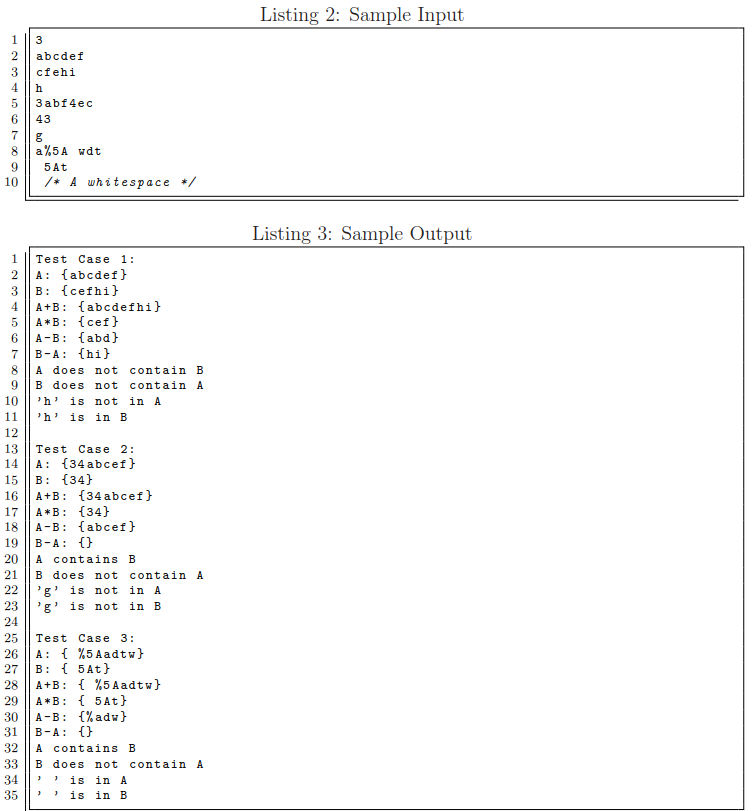 Listing 2: Sample Input
1 3
2 abcdef
3 cfehi
4 h
5 3abf4ec
6 43
7 g
8 a%5A wdt
9  5At
10  /* A whitespace */
Listing 3: Sample Output
1 Test Case 1:
2 A: {abcdef}
3 B: {cefhi}
4 A+B: {abcdefhi}
5 A*B: {cef}
6 A-B: {abd}
7 B-A: {hi}
8 A does not contain B
9 B does not contain A
10 'h' is not in A
11 'h' is in B
12
13 Test Case 2:
14 A: {34abcef}
15 B: {34}
16 A+B: {34abcef}
17 A*B: {34}
18 A-B: {abcef}
19 B-A: {}
20 A contains B
21 B does not contain A
22 'g' is not in A
23 'g' is not in B
24
25 Test Case 3:
26 A: { %5Aadtw}
27 B: { 5At}
28 A+B: { %5Aadtw}
29 A*B: { 5At}
30 A-B: {%adw}
31 B-A: {}
32 A contains B
33 B does not contain A
34 ' ' is in A
35 ' ' is in B